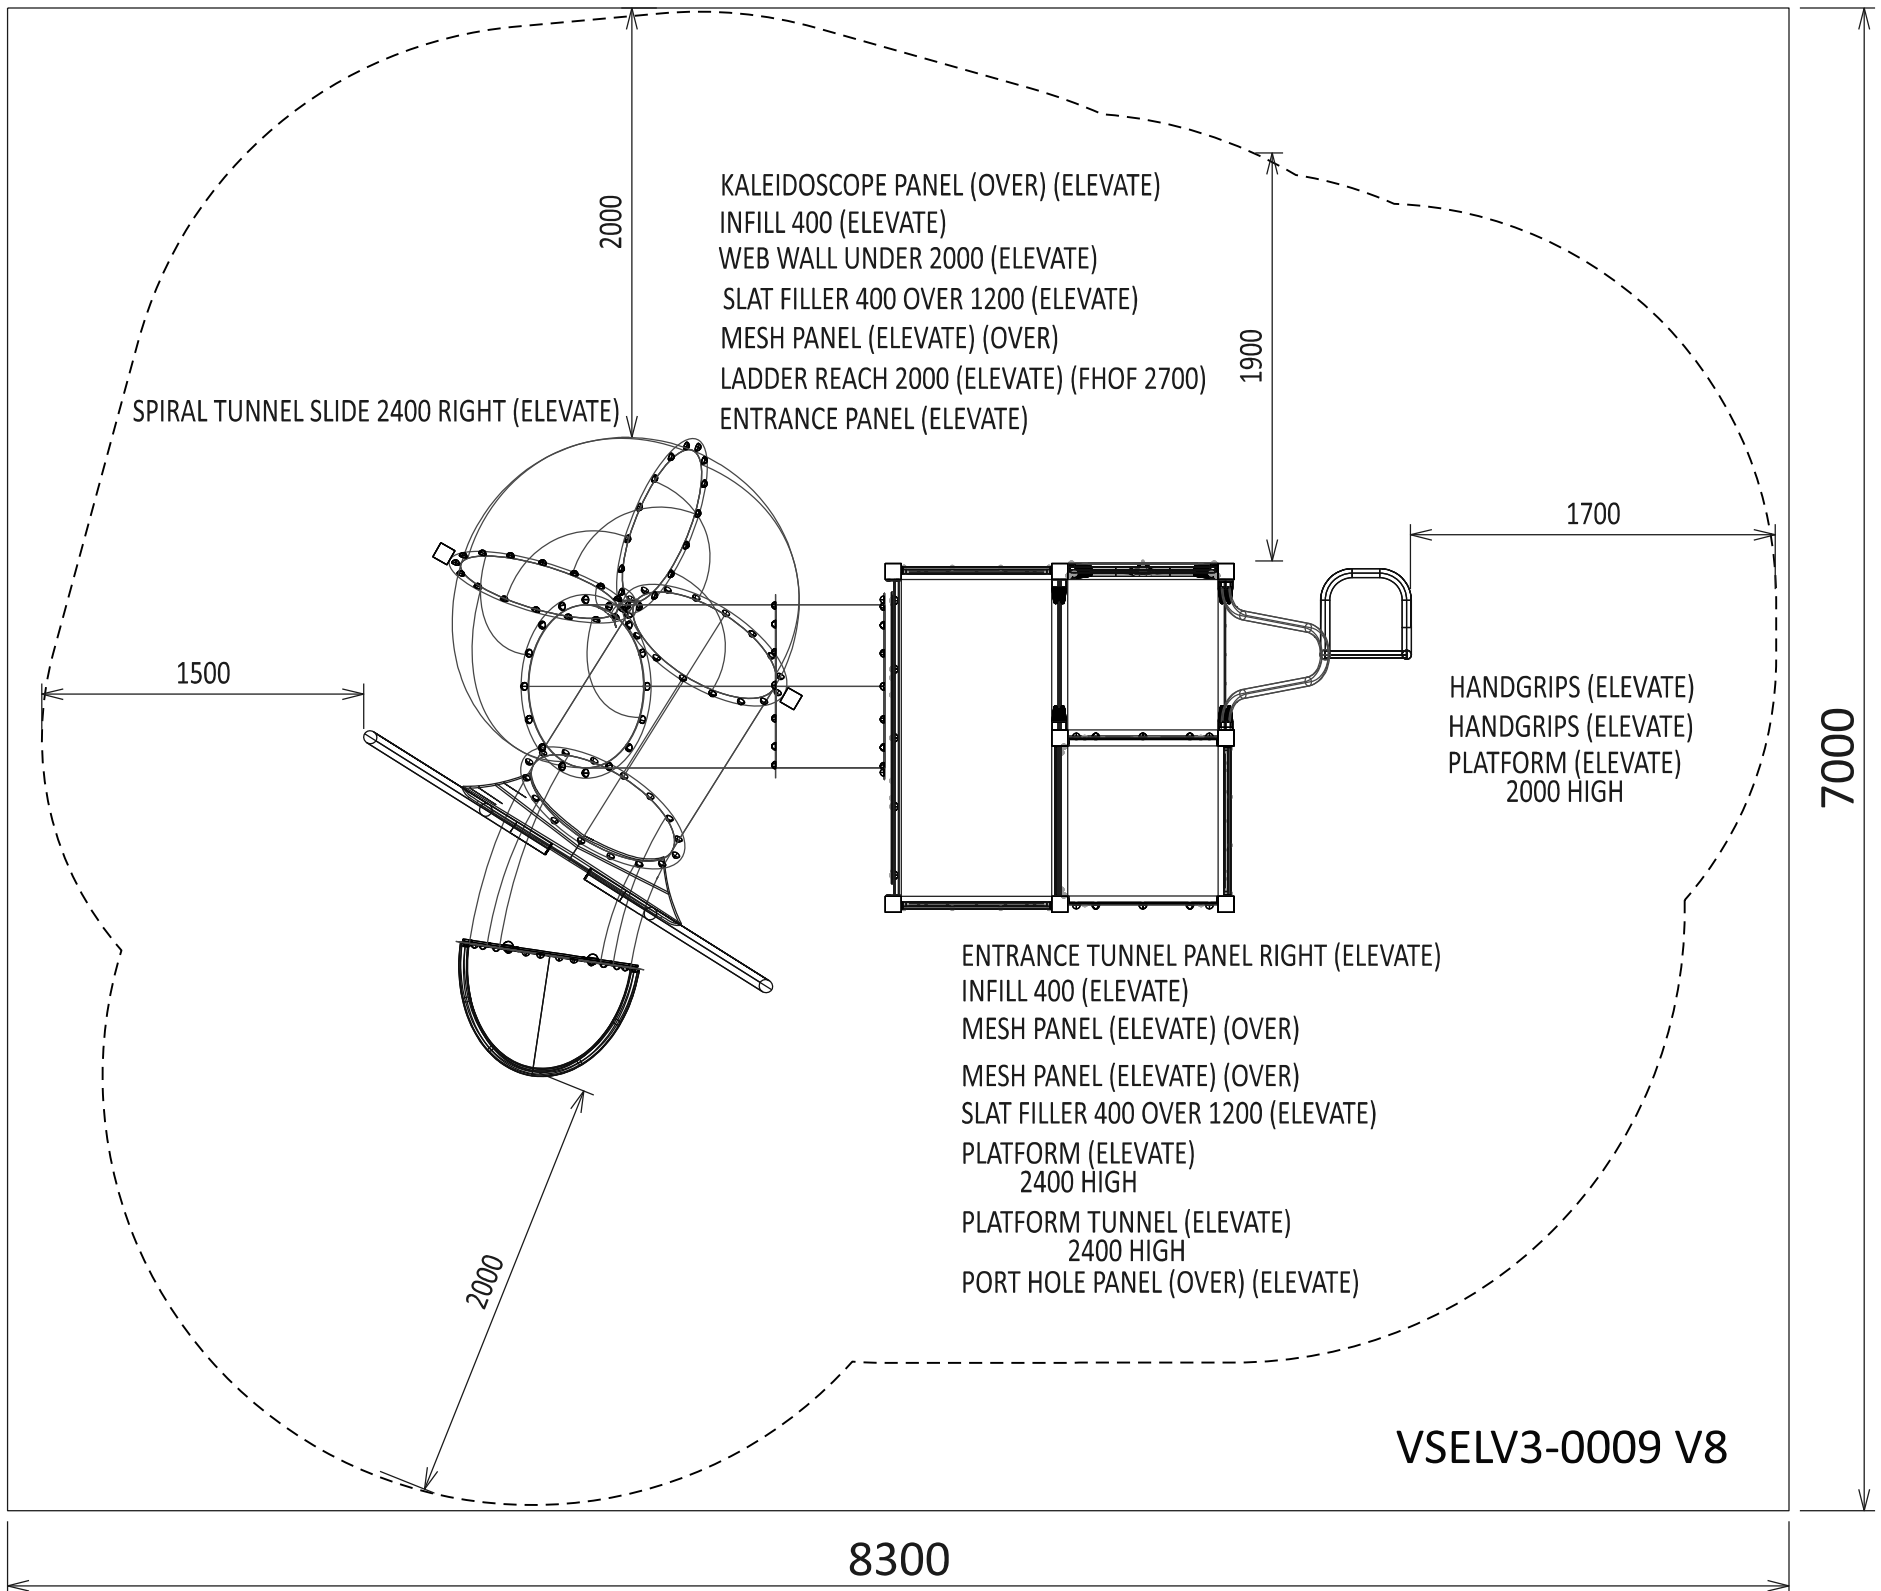 2000
KALEIDOSCOPE PANEL (OVER) (ELEVATE)
INFILL 400 (ELEVATE)
WEB WALL UNDER 2000 (ELEVATE)
SLAT FILLER 400 OVER 1200 (ELEVATE)
MESH PANEL (ELEVATE) (OVER)
LADDER REACH 2000 (ELEVATE) (FHOF 2700)
ENTRANCE PANEL (ELEVATE)
1900
SPIRAL TUNNEL SLIDE 2400 RIGHT (ELEVATE)
1700
1500
HANDGRIPS (ELEVATE)
HANDGRIPS (ELEVATE)
PLATFORM (ELEVATE)
2000 HIGH
7000
ENTRANCE TUNNEL PANEL RIGHT (ELEVATE)
INFILL 400 (ELEVATE)
MESH PANEL (ELEVATE) (OVER)
MESH PANEL (ELEVATE) (OVER)
SLAT FILLER 400 OVER 1200 (ELEVATE)
PLATFORM (ELEVATE)
2400 HIGH
PLATFORM TUNNEL (ELEVATE)
2400 HIGH
PORT HOLE PANEL (OVER) (ELEVATE)
2000
VSELV3-0009 V8
8300